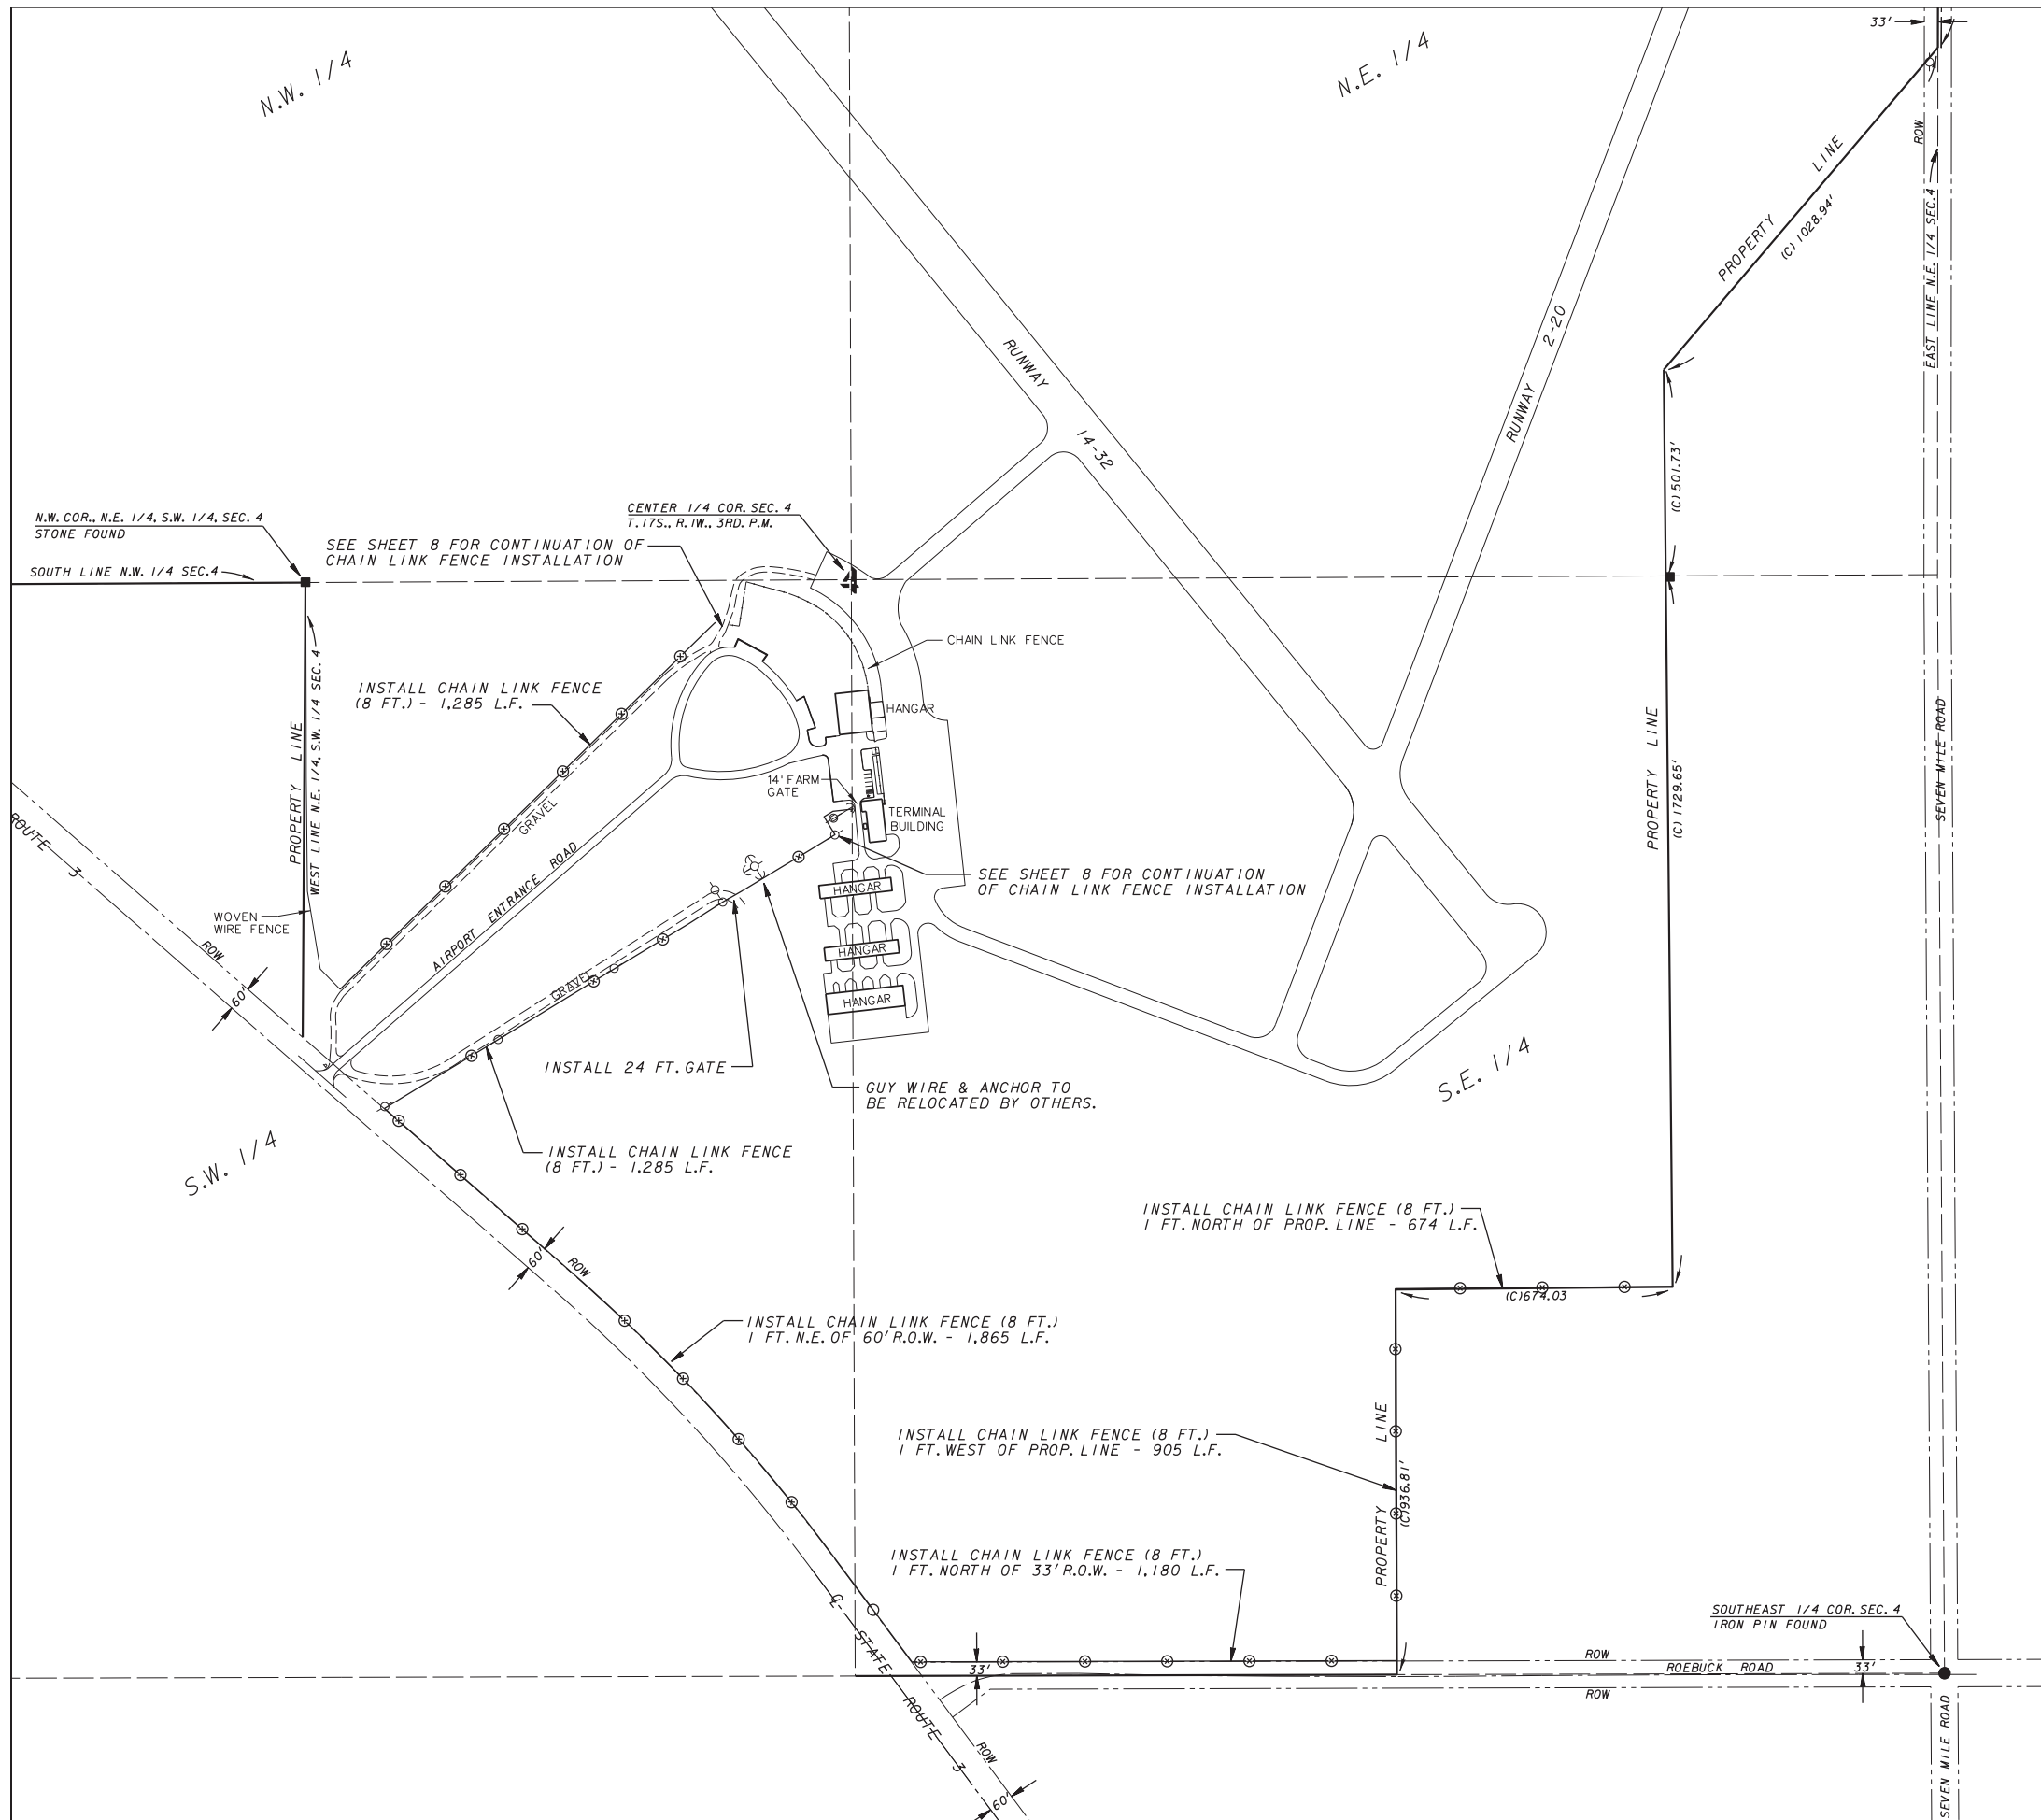 33'
N.W. 1/4
N.E. 1/4
ROW
LINE
PROPERTY
(C) 1028.94'
EAST LINE N.E. 1/4 SEC.4
2-20
RUNWAY
RUNWAY
14-32
(C) 501.73'
N.W. COR., N.E. 1/4, S.W. 1/4, SEC. 4
STONE FOUND
CENTER 1/4 COR. SEC. 4
T.17S., R.1W., 3RD. P.M.
SEE SHEET 8 FOR CONTINUATION OF
CHAIN LINK FENCE INSTALLATION
SOUTH LINE N.W. 1/4 SEC.4
4
CHAIN LINK FENCE
INSTALL CHAIN LINK FENCE
(8 FT.) - 1,285 L.F.
PROPERTY LINE
WEST LINE N.E. 1/4, S.W. 1/4 SEC. 4
HANGAR
PROPERTY LINE
(C) 1729.65'
SEVEN MILE ROAD
14' FARM
GATE
GRAVEL
TERMINAL
BUILDING
ROUTE 3
AIRPORT ENTRANCE ROAD
SEE SHEET 8 FOR CONTINUATION
OF CHAIN LINK FENCE INSTALLATION
HANGAR
WOVEN
WIRE FENCE
ROW
60'
HANGAR
GRAVEL
HANGAR
INSTALL 24 FT. GATE
GUY WIRE & ANCHOR TO
BE RELOCATED BY OTHERS.
S.E. 1/4
INSTALL CHAIN LINK FENCE
(8 FT.) - 1,285 L.F.
S.W. 1/4
INSTALL CHAIN LINK FENCE (8 FT.)
1 FT. NORTH OF PROP. LINE - 674 L.F.
60'
ROW
(C)674.03
INSTALL CHAIN LINK FENCE (8 FT.)
1 FT. N.E. OF 60' R.O.W. - 1,865 L.F.
INSTALL CHAIN LINK FENCE (8 FT.)
1 FT. WEST OF PROP. LINE - 905 L.F.
PROPERTY LINE
(C)936.81'
INSTALL CHAIN LINK FENCE (8 FT.)
1 FT. NORTH OF 33' R.O.W. - 1,180 L.F.
SOUTHEAST 1/4 COR. SEC. 4
IRON PIN FOUND
℄ STATE ROUTE 3
33'
ROW
ROEBUCK ROAD
33'
ROW
ROW
60'
SEVEN MILE ROAD